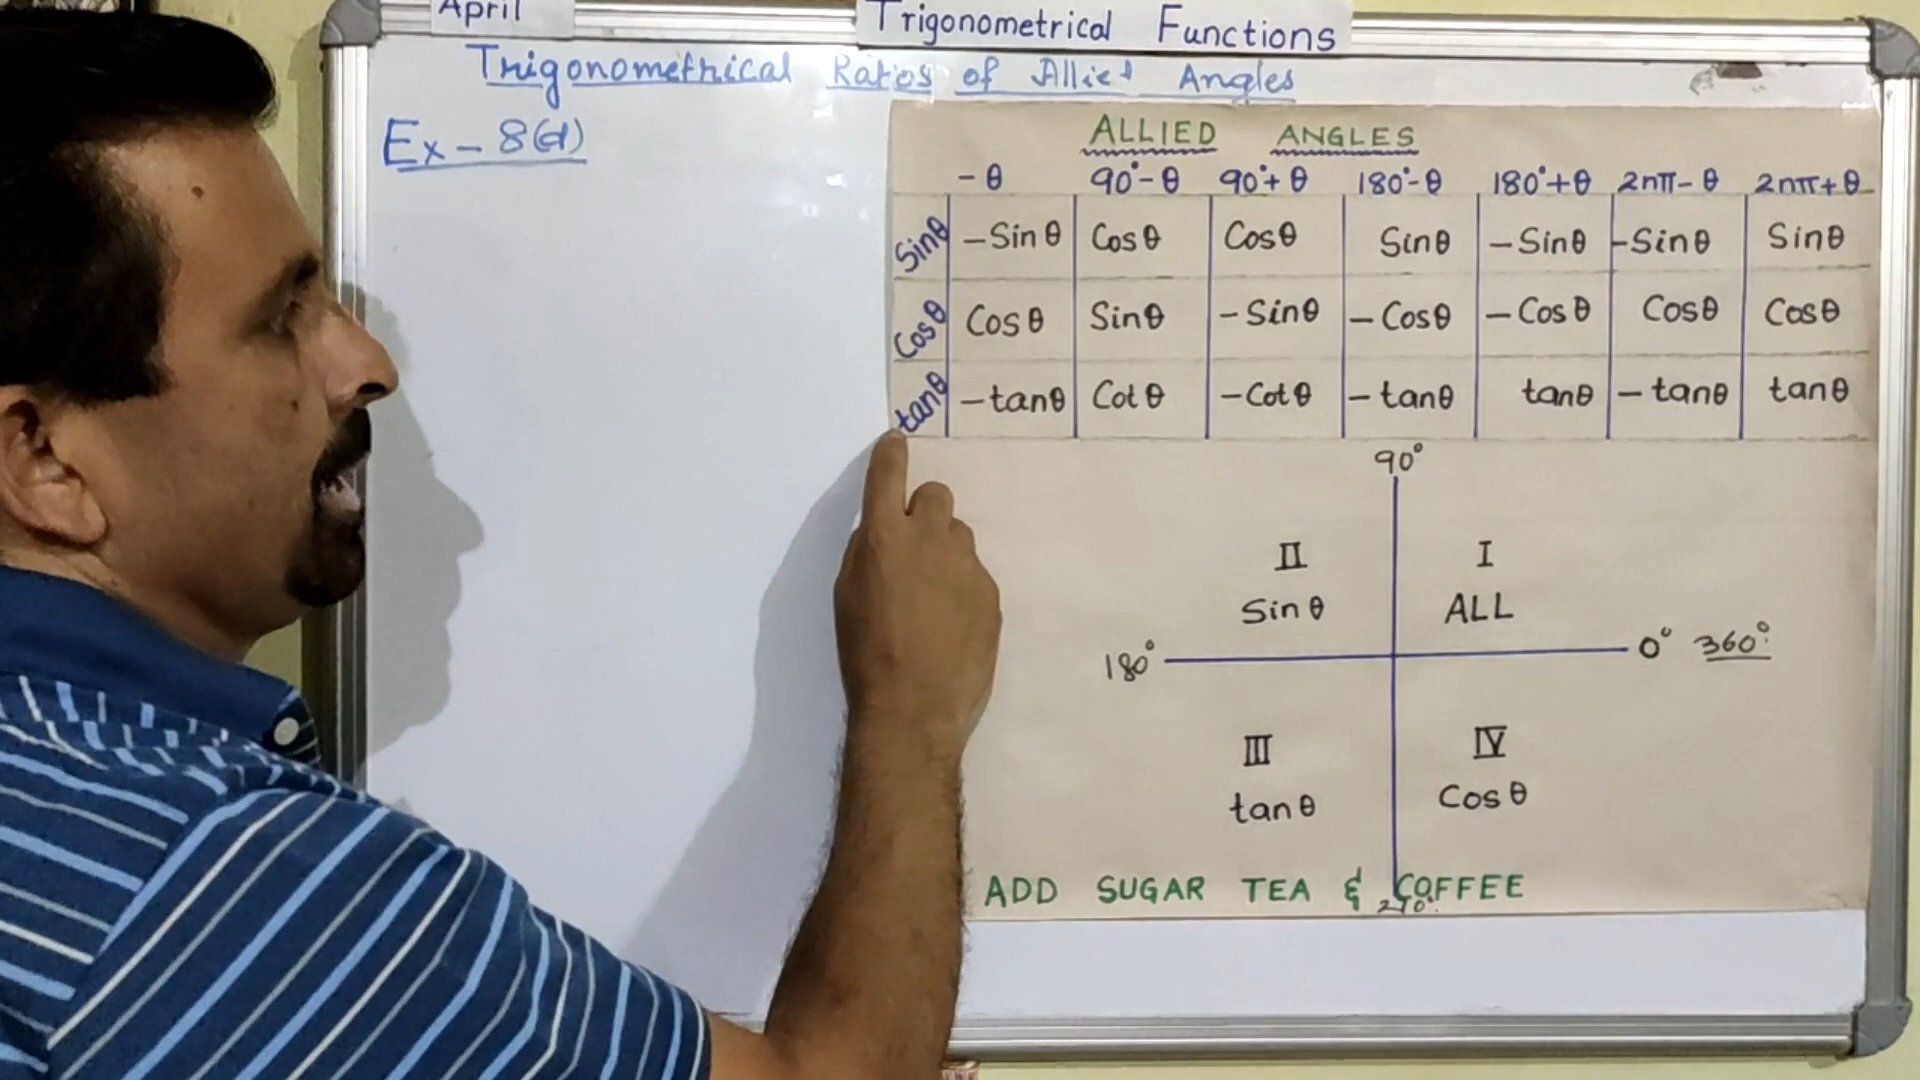 April
Trigonometrical Functions
Trigonometrical Ratios of Allied Angles
Ex - 8(d)
ALLIED ANGLES
-θ 90°-θ 90°+θ 180°-θ 180°+θ 2nπ-θ 2nπ+θ
Sinθ -Sinθ Cosθ Cosθ Sinθ -Sinθ -Sinθ Sinθ
Cosθ Cosθ Sinθ -Sinθ -Cosθ -Cosθ Cosθ Cosθ
tanθ -tanθ Cotθ -Cotθ -tanθ tanθ -tanθ tanθ
90°
II I
Sinθ ALL
180° 0° 360°
III IV
tanθ Cosθ
ADD SUGAR TEA & COFFEE
270°